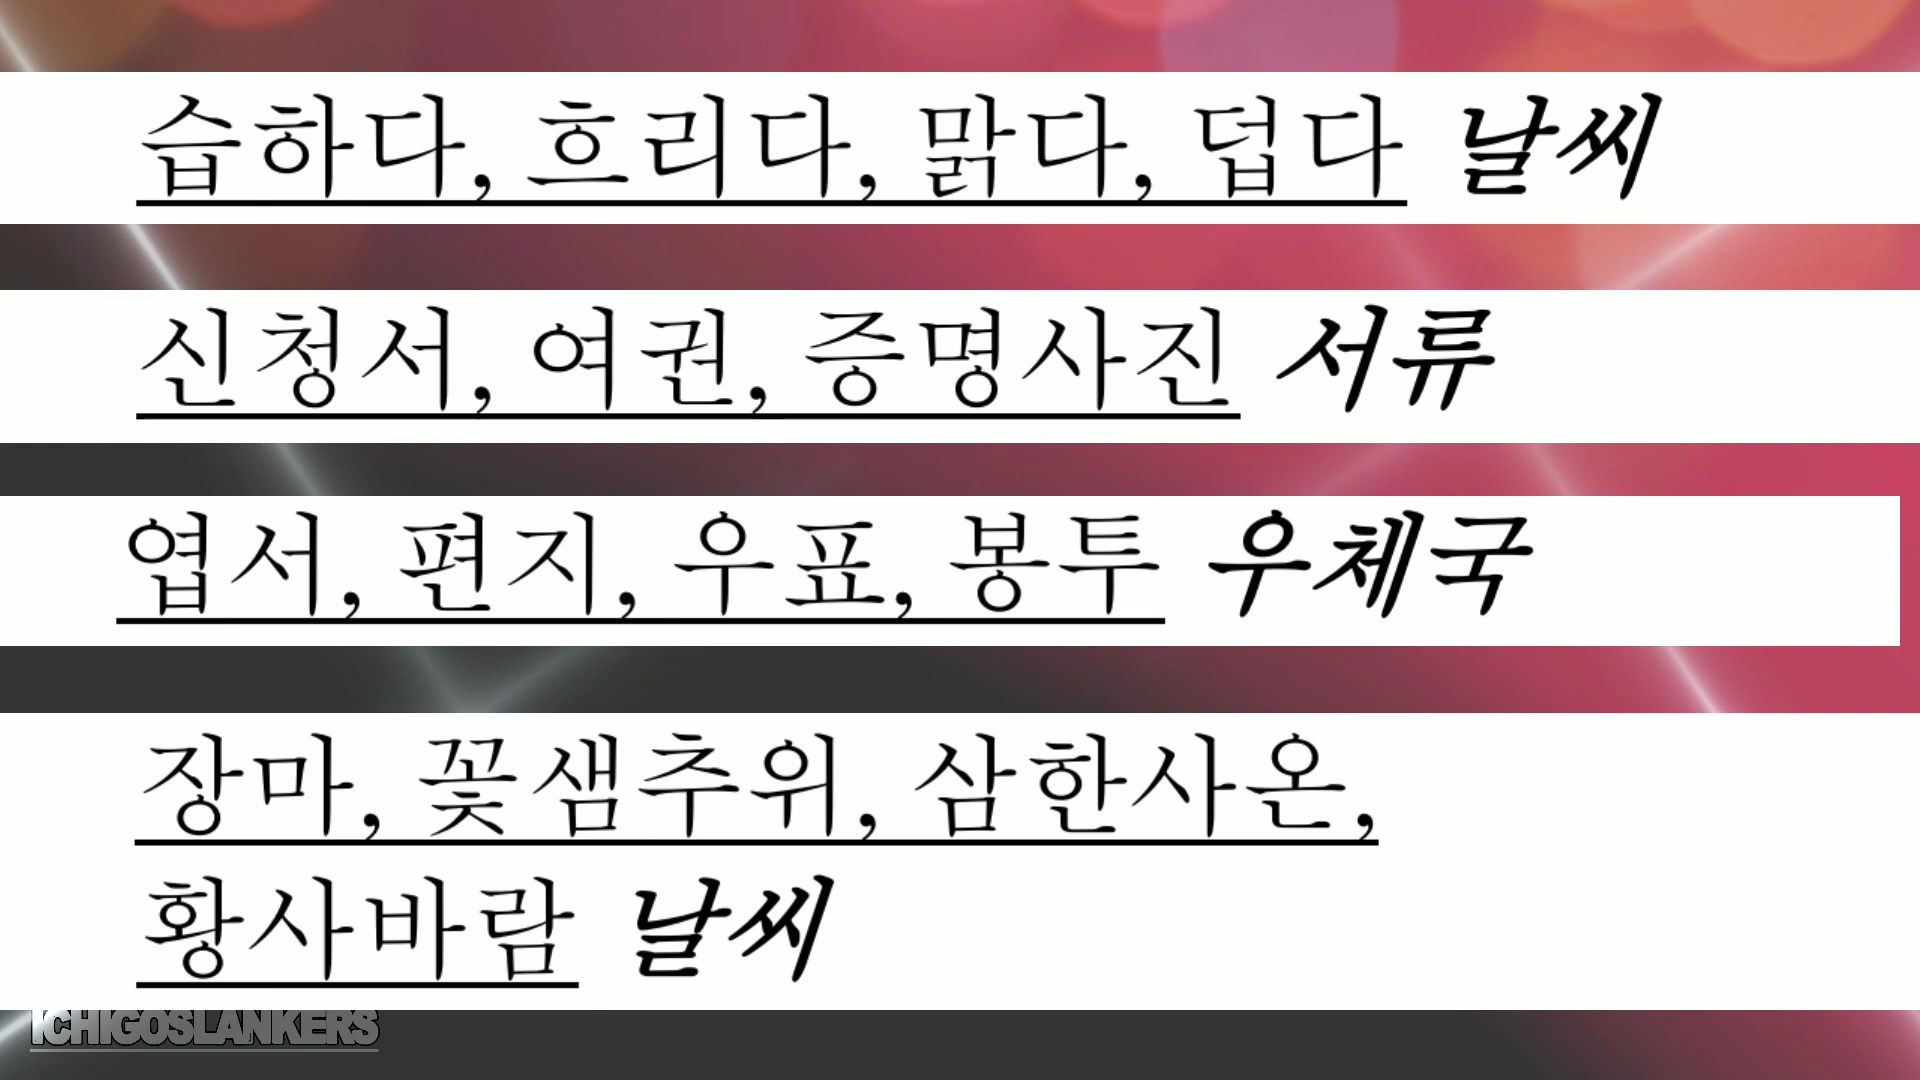 습하다, 흐리다, 맑다, 덥다 날씨
신청서, 여권, 증명사진 서류
엽서, 편지, 우표, 봉투 우체국
장마, 꽃샘추위, 삼한사온,
황사바람 날씨
ICHIGOSLANKERS